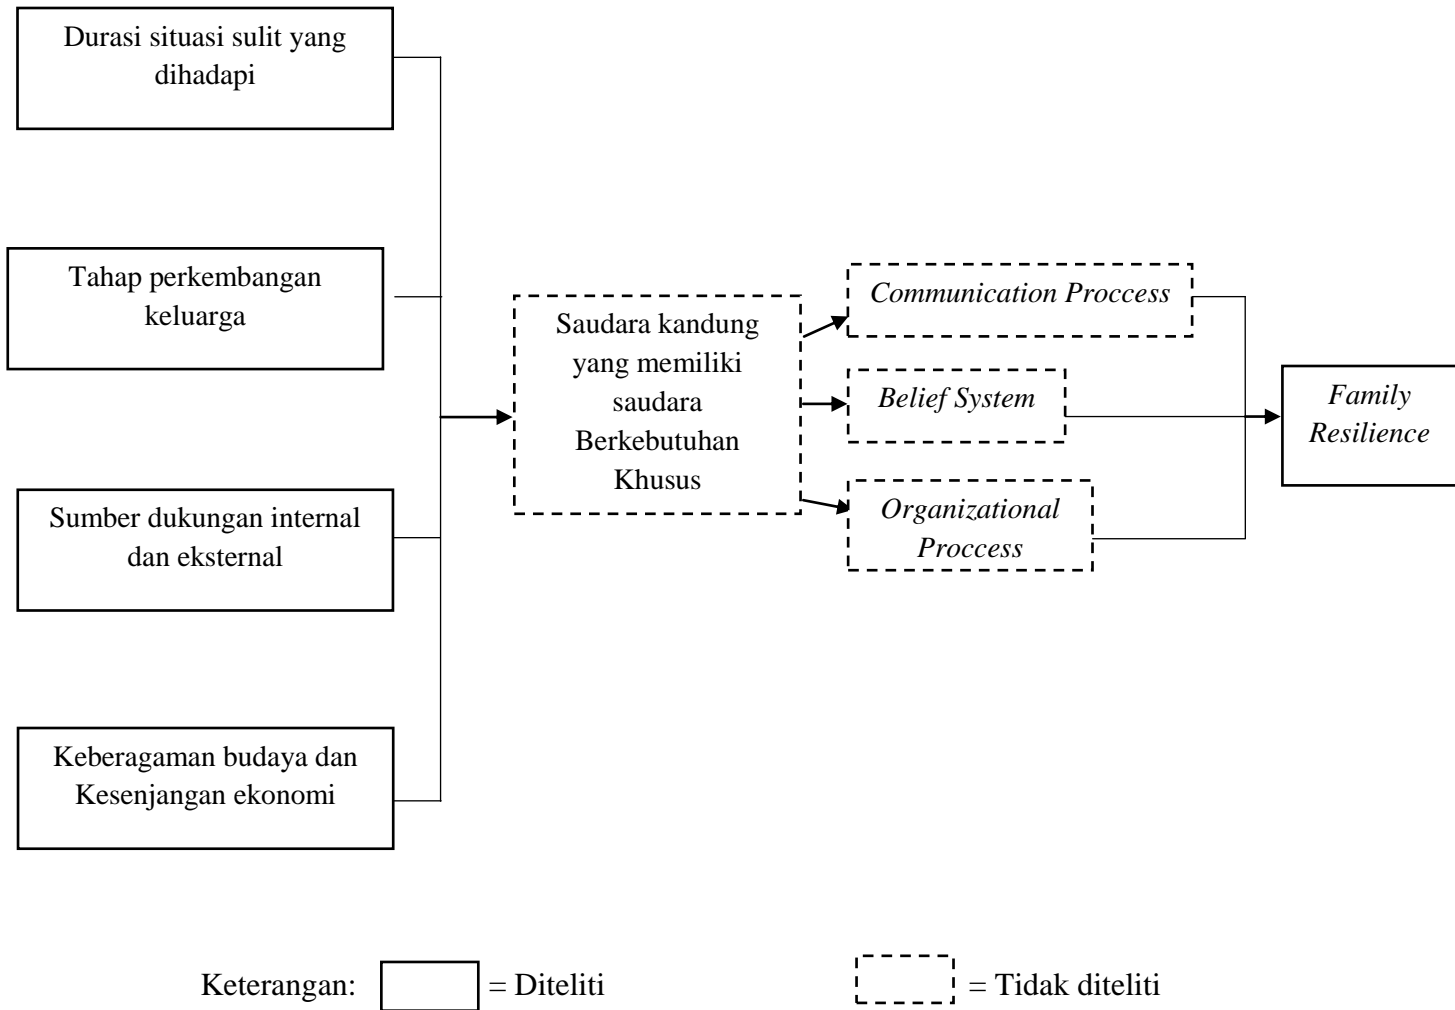 Durasi situasi sulit yang
dihadapi
Tahap perkembangan
keluarga
Sumber dukungan internal
dan eksternal
Keberagaman budaya dan
Kesenjangan ekonomi
Saudara kandung
yang memiliki
saudara
Berkebutuhan
Khusus
Communication Proccess
Belief System
Organizational
Proccess
Family
Resilience
Keterangan:
= Diteliti
= Tidak diteliti